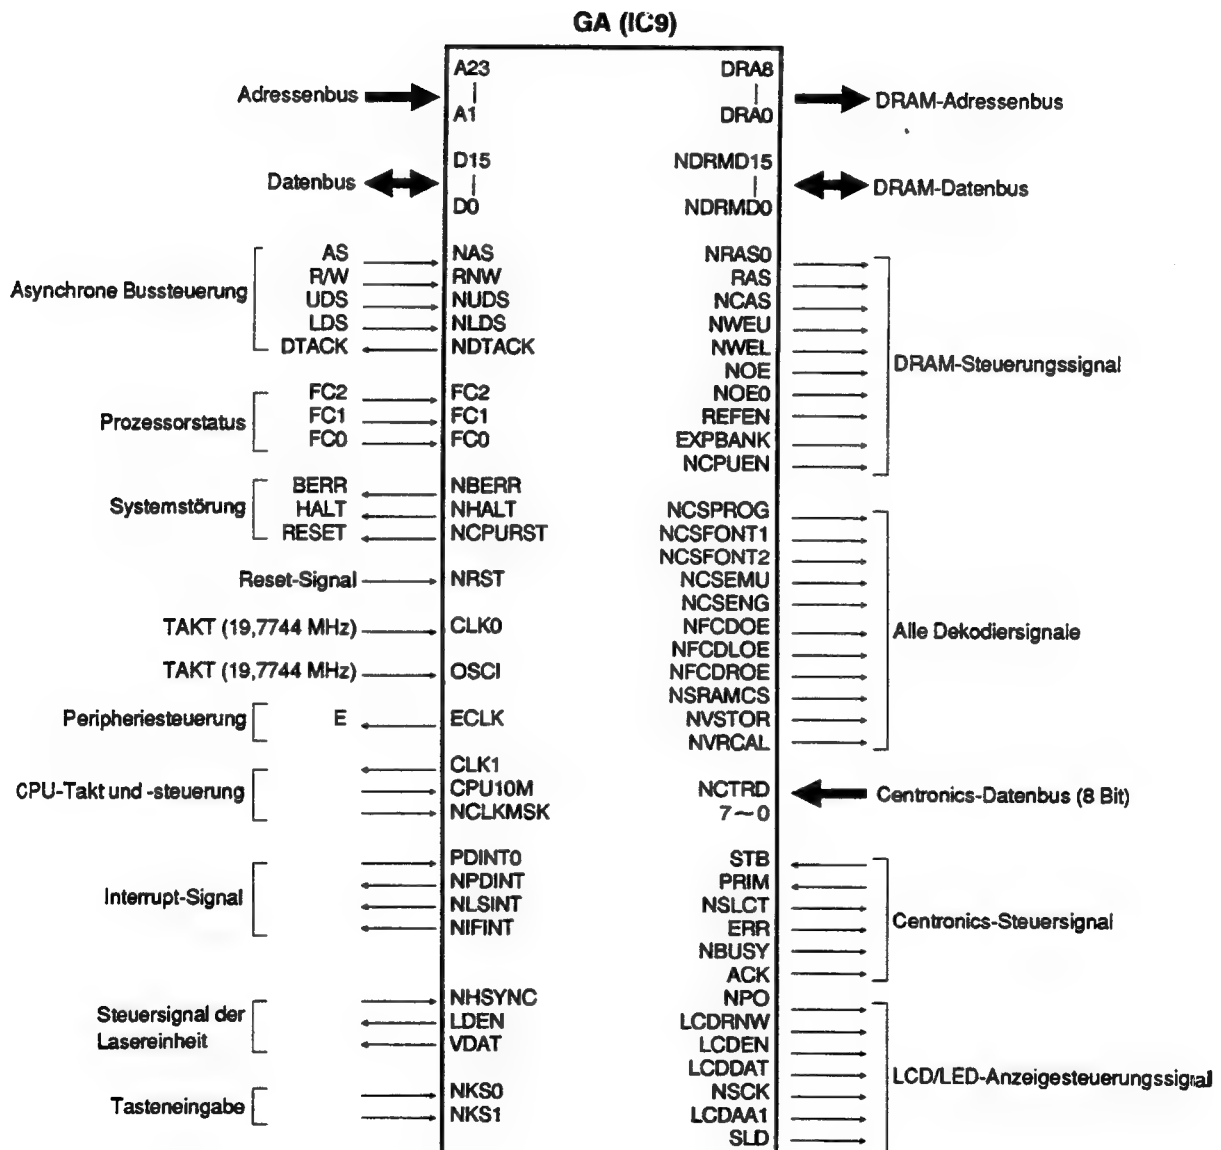 GA (IC9)
Adressenbus
A23
A1
DRA8
DRA0
DRAM-Adressenbus
Datenbus
D15
D0
NDRMD15
NDRMD0
DRAM-Datenbus
Asynchrone Bussteuerung
AS
R/W
UDS
LDS
DTACK
NAS
RNW
NUDS
NLDS
NDTACK
Prozessorstatus
FC2
FC1
FC0
FC2
FC1
FC0
Systemstörung
BERR
HALT
RESET
NBERR
NHALT
NCPURST
Reset-Signal
NRST
TAKT (19,7744 MHz)
CLK0
TAKT (19,7744 MHz)
OSCI
Peripheriesteuerung
E
ECLK
CPU-Takt und -steuerung
CLK1
CPU10M
NCLKMSK
Interrupt-Signal
PDINT0
NPDINT
NLSINT
NIFINT
Steuersignal der
Lasereinheit
NHSYNC
LDEN
VDAT
Tasteneingabe
NKS0
NKS1
NRAS0
RAS
NCAS
NWEU
NWEL
NOE
NOE0
REFEN
EXPBANK
NCPUEN
DRAM-Steuerungssignal
NCSPROG
NCSFONT1
NCSFONT2
NCSEMU
NCSENG
NFCDOE
NFCDLOE
NFCDROE
NSRAMCS
NVSTOR
NVRCAL
Alle Dekodiersignale
NCTRD
7~0
Centronics-Datenbus (8 Bit)
STB
PRIM
NSLCT
ERR
NBUSY
ACK
Centronics-Steuersignal
NPO
LCDRNW
LCDEN
LCDDAT
NSCK
LCDAA1
SLD
LCD/LED-Anzeigesteuerungssignal